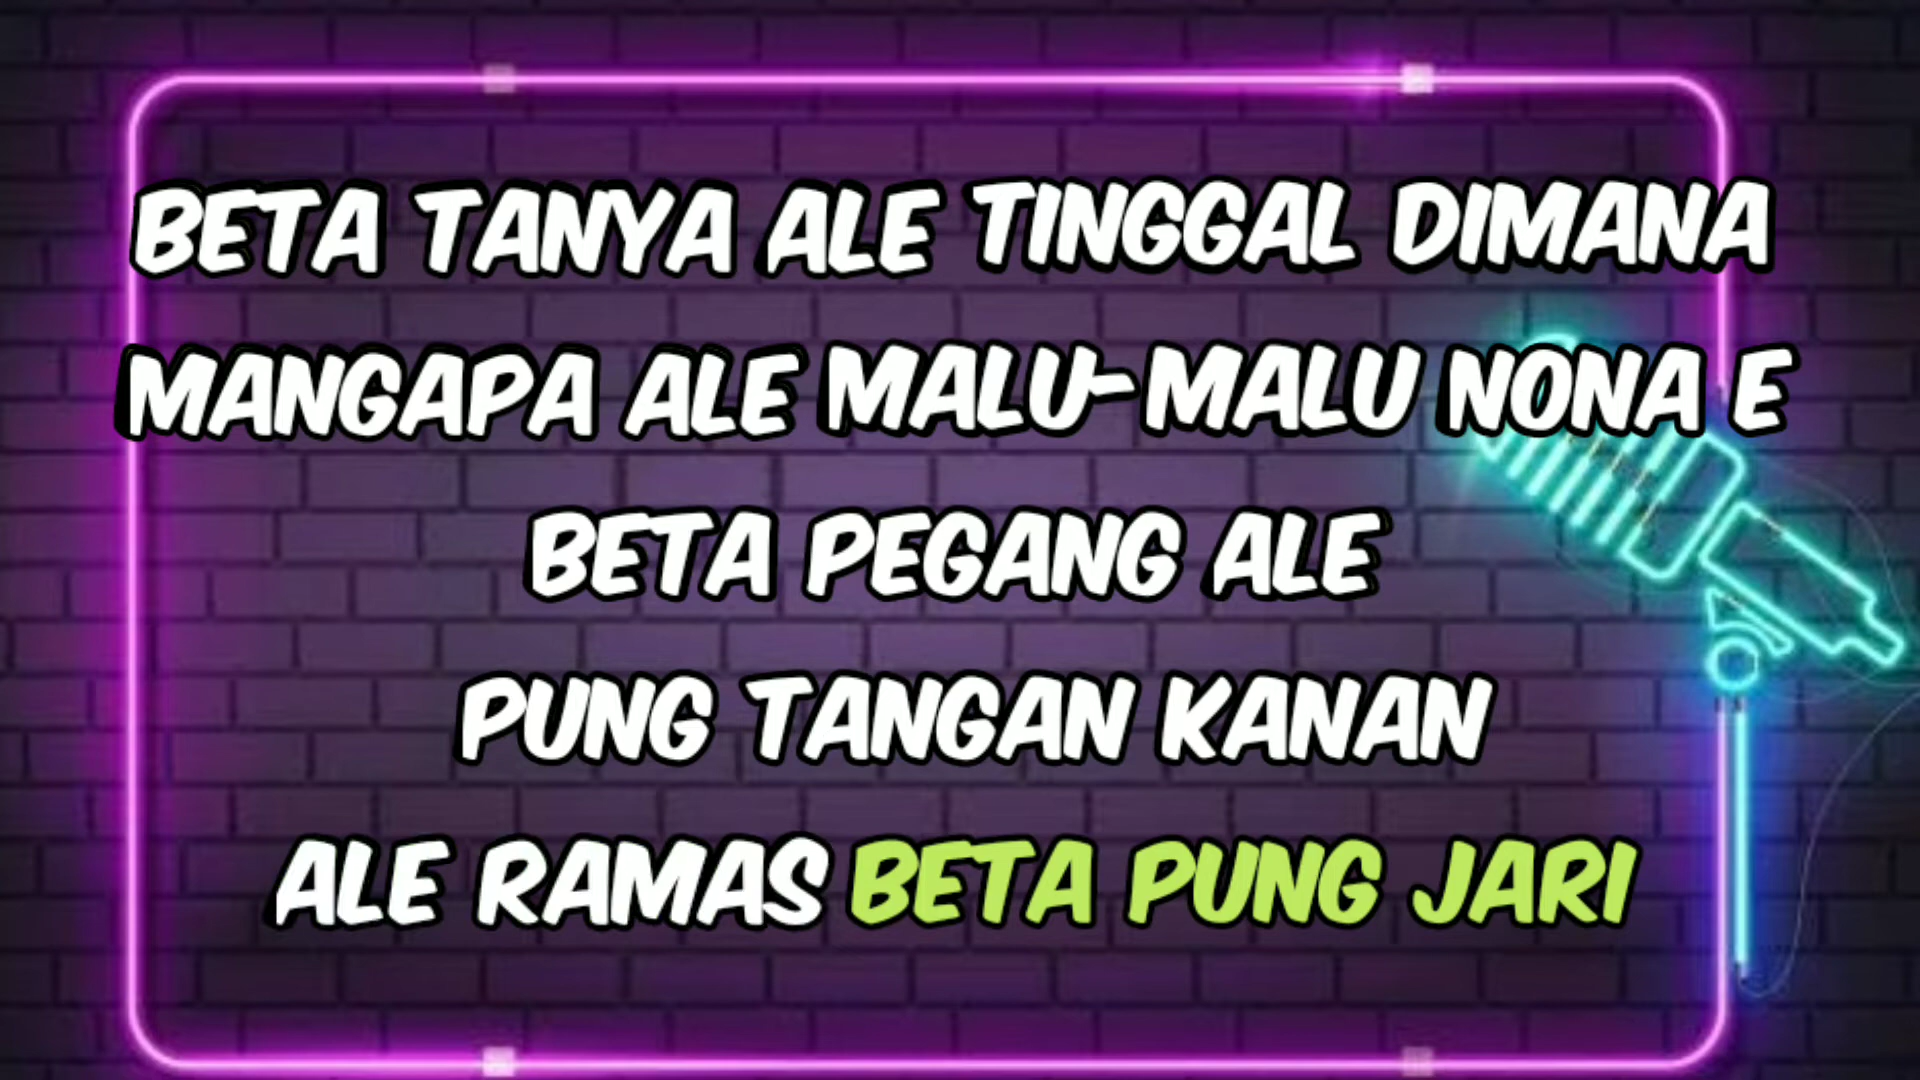 BETA TANYA ALE TINGGAL DIMANA
MANGAPA ALE MALU-MALU NONA E
BETA PEGANG ALE
PUNG TANGAN KANAN
ALE RAMAS BETA PUNG JARI